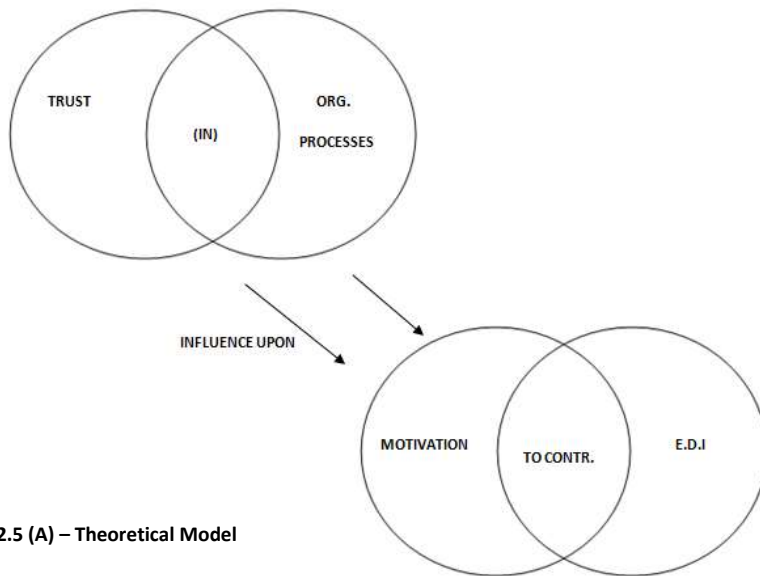 TRUST
(IN)
ORG.
PROCESSES
INFLUENCE UPON
MOTIVATION
TO CONTR.
E.D.I
2.5 (A) – Theoretical Model